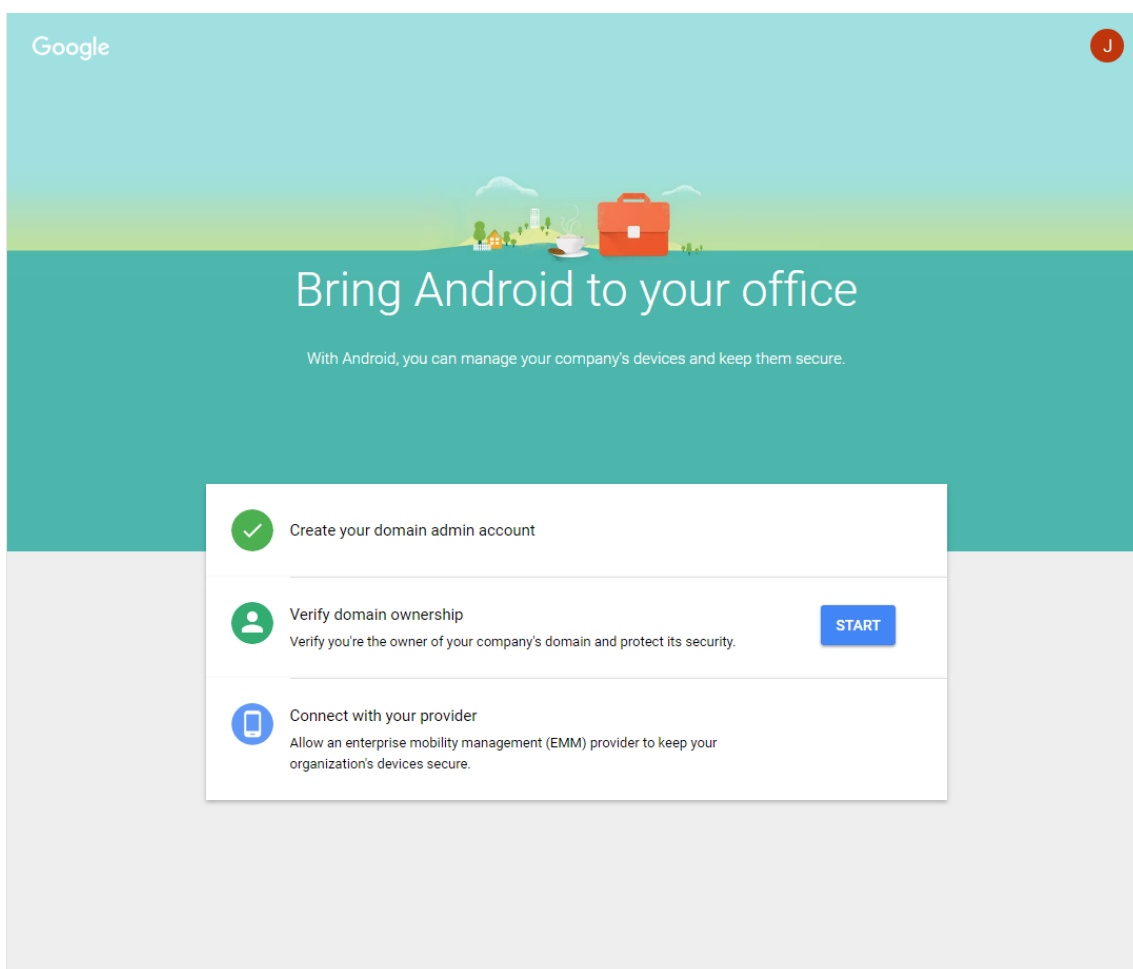 Google
J
Bring Android to your office
With Android, you can manage your company's devices and keep them secure.
Create your domain admin account
Verify domain ownership
START
Verify you're the owner of your company's domain and protect its security.
Connect with your provider
Allow an enterprise mobility management (EMM) provider to keep your
organization's devices secure.